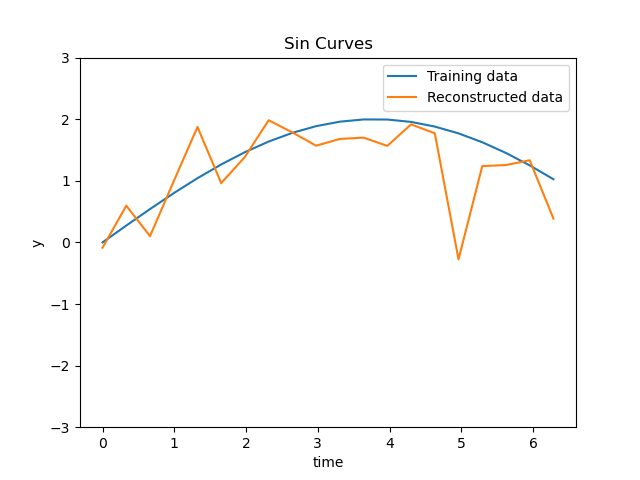 Sin Curves
Training data
Reconstructed data
3
2
1
0
−1
−2
−3
y
0 1 2 3 4 5 6
time